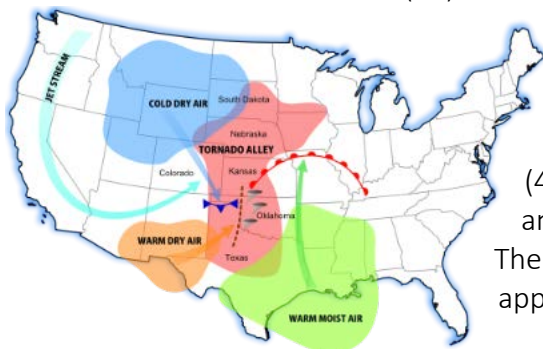 JET STREAM
COLD DRY AIR
South Dakota
Nebraska
TORNADO ALLEY
Colorado
Kansas
(4
Oklahoma
WARM DRY AIR
The
Texas
app
WARM MOIST AIR